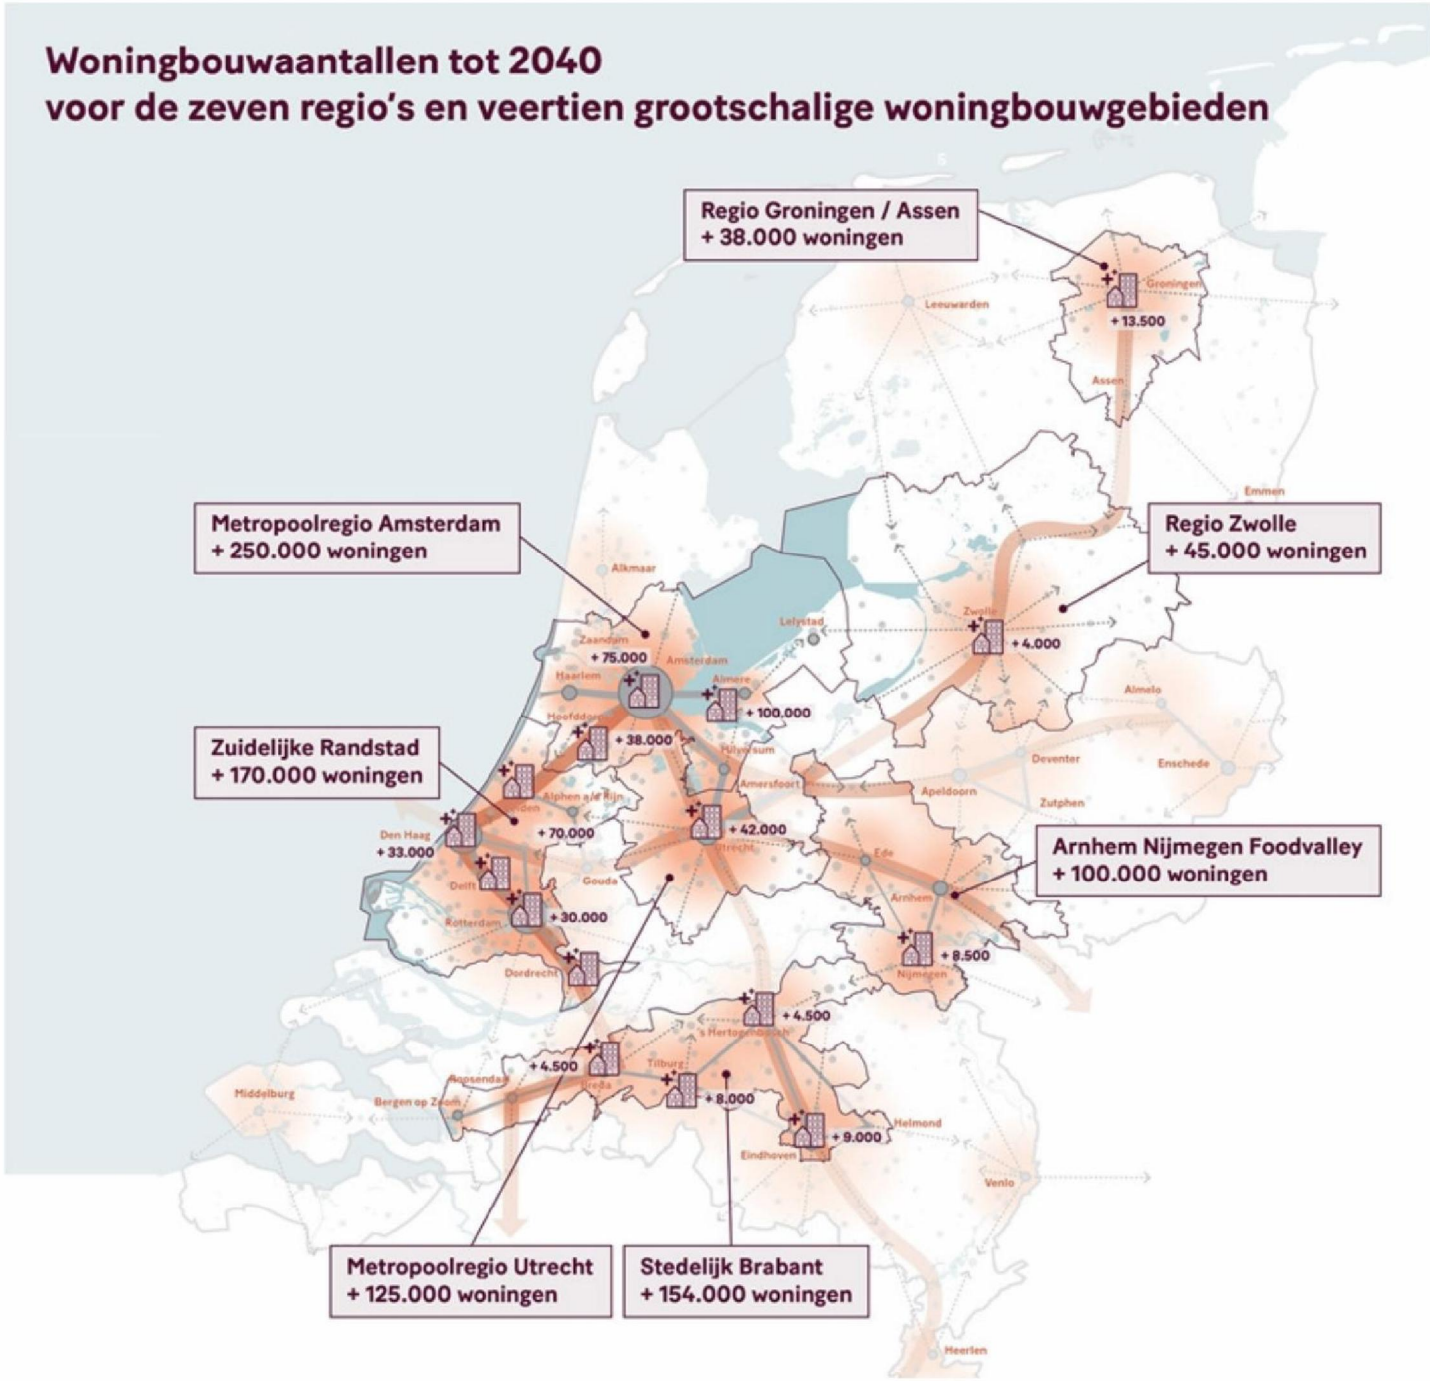 Woningbouwaantallen tot 2040
voor de zeven regio's en veertien grootschalige woningbouwgebieden
Regio Groningen / Assen
+ 38.000 woningen
Groningen
+ 13.500
Leeuwarden
Assen
Emmen
Metropoolregio Amsterdam
+ 250.000 woningen
Regio Zwolle
+ 45.000 woningen
Alkmaar
Zwolle
+ 4.000
Lelystad
Zaandam
+ 75.000
Amsterdam
Haarlem
Almere
+ 100.000
Almelo
Hoofddorp
+ 38.000
Hilversum
Zuidelijke Randstad
+ 170.000 woningen
Deventer
Enschede
Amersfoort
Apeldoorn
Zutphen
Alphen a/d Rijn
+ 70.000
+ 42.000
Utrecht
Den Haag
+ 33.000
Arnhem Nijmegen Foodvalley
+ 100.000 woningen
Ede
Delft
Gouda
Arnhem
Rotterdam
+ 30.000
+ 8.500
Nijmegen
Dordrecht
+ 4.500
's Hertogenbosch
+ 4.500
Tilburg
Breda
Roosendaal
Middelburg
Bergen op Zoom
+ 8.000
Helmond
+ 9.000
Eindhoven
Venlo
Metropoolregio Utrecht
+ 125.000 woningen
Stedelijk Brabant
+ 154.000 woningen
Heerlen